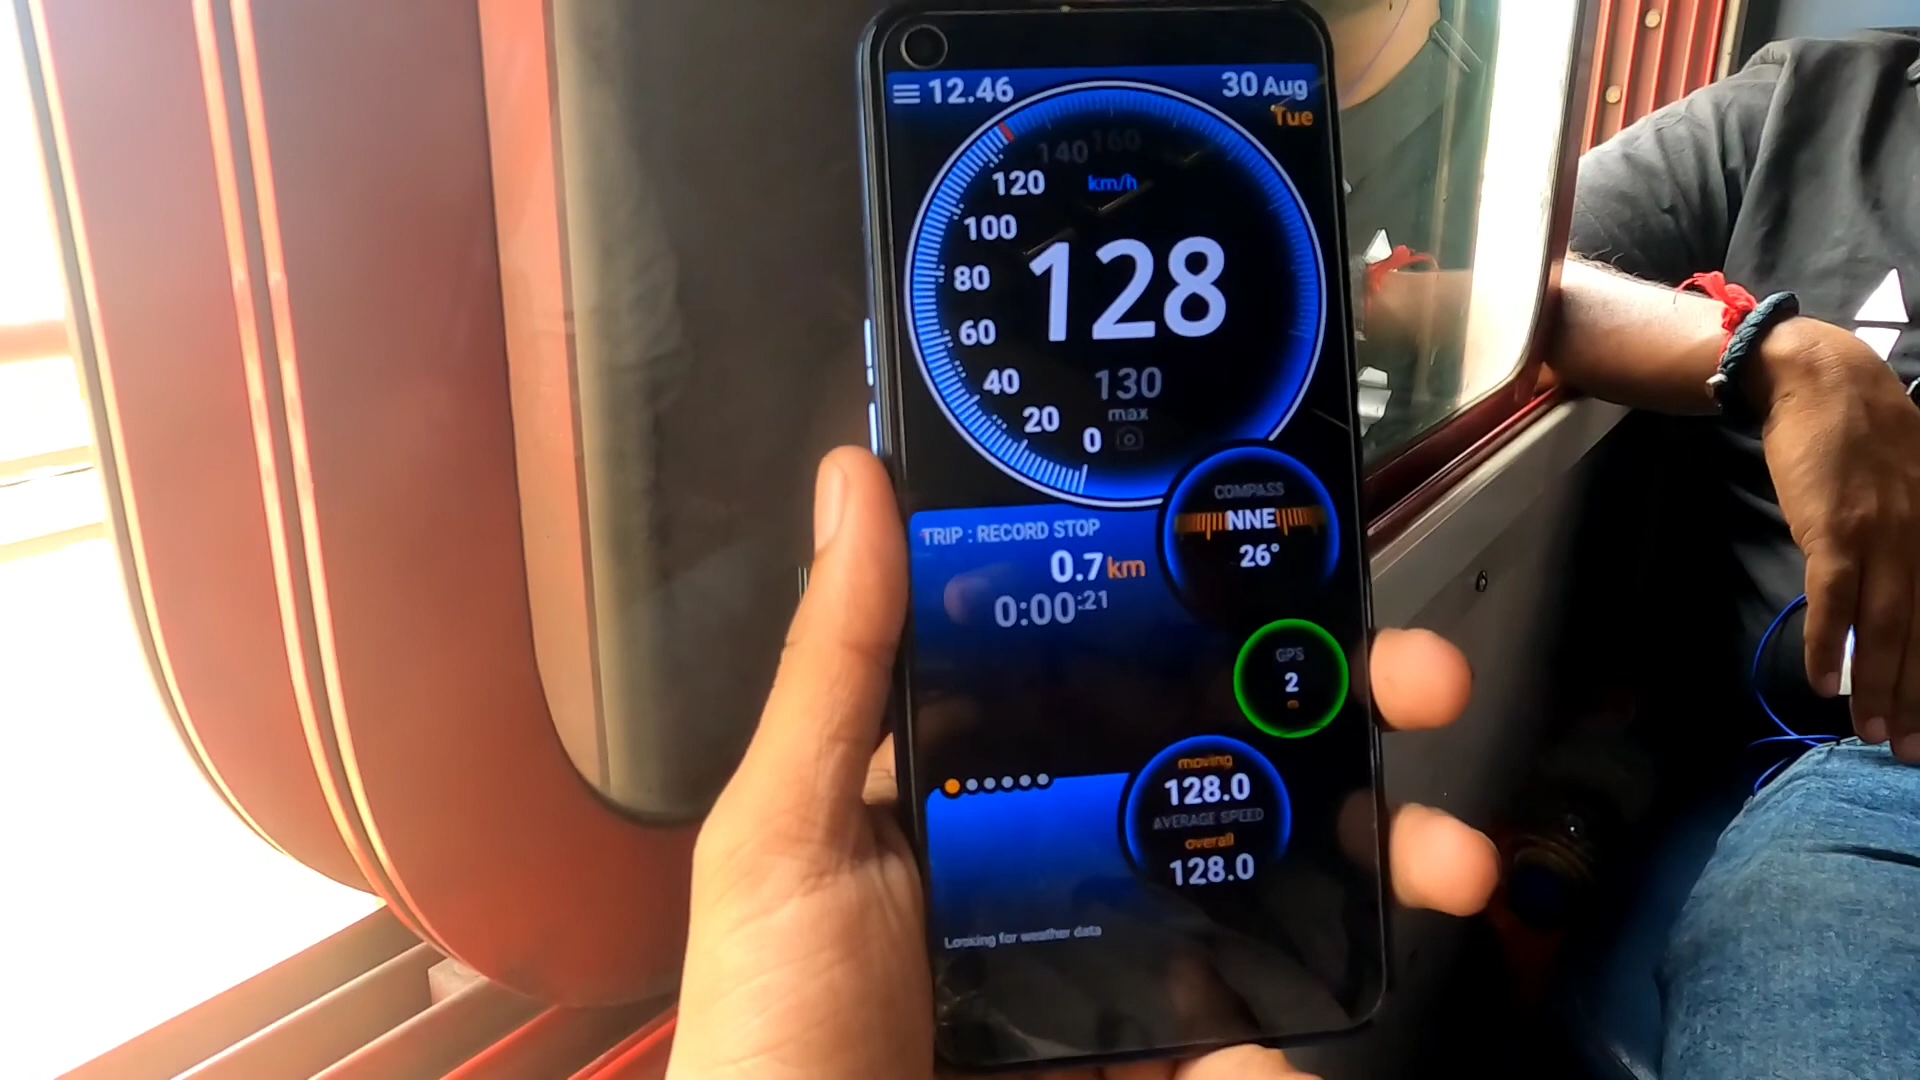 12.46
30 Aug
Tue
160
140
120
km/h
100
128
80
60
40
130
20
max
0
COMPASS
NNE
26°
TRIP : RECORD STOP
0.7km
0:00:21
GPS
2
m
moving
128.0
AVERAGE SPEED
overall
128.0
Looking for weather data